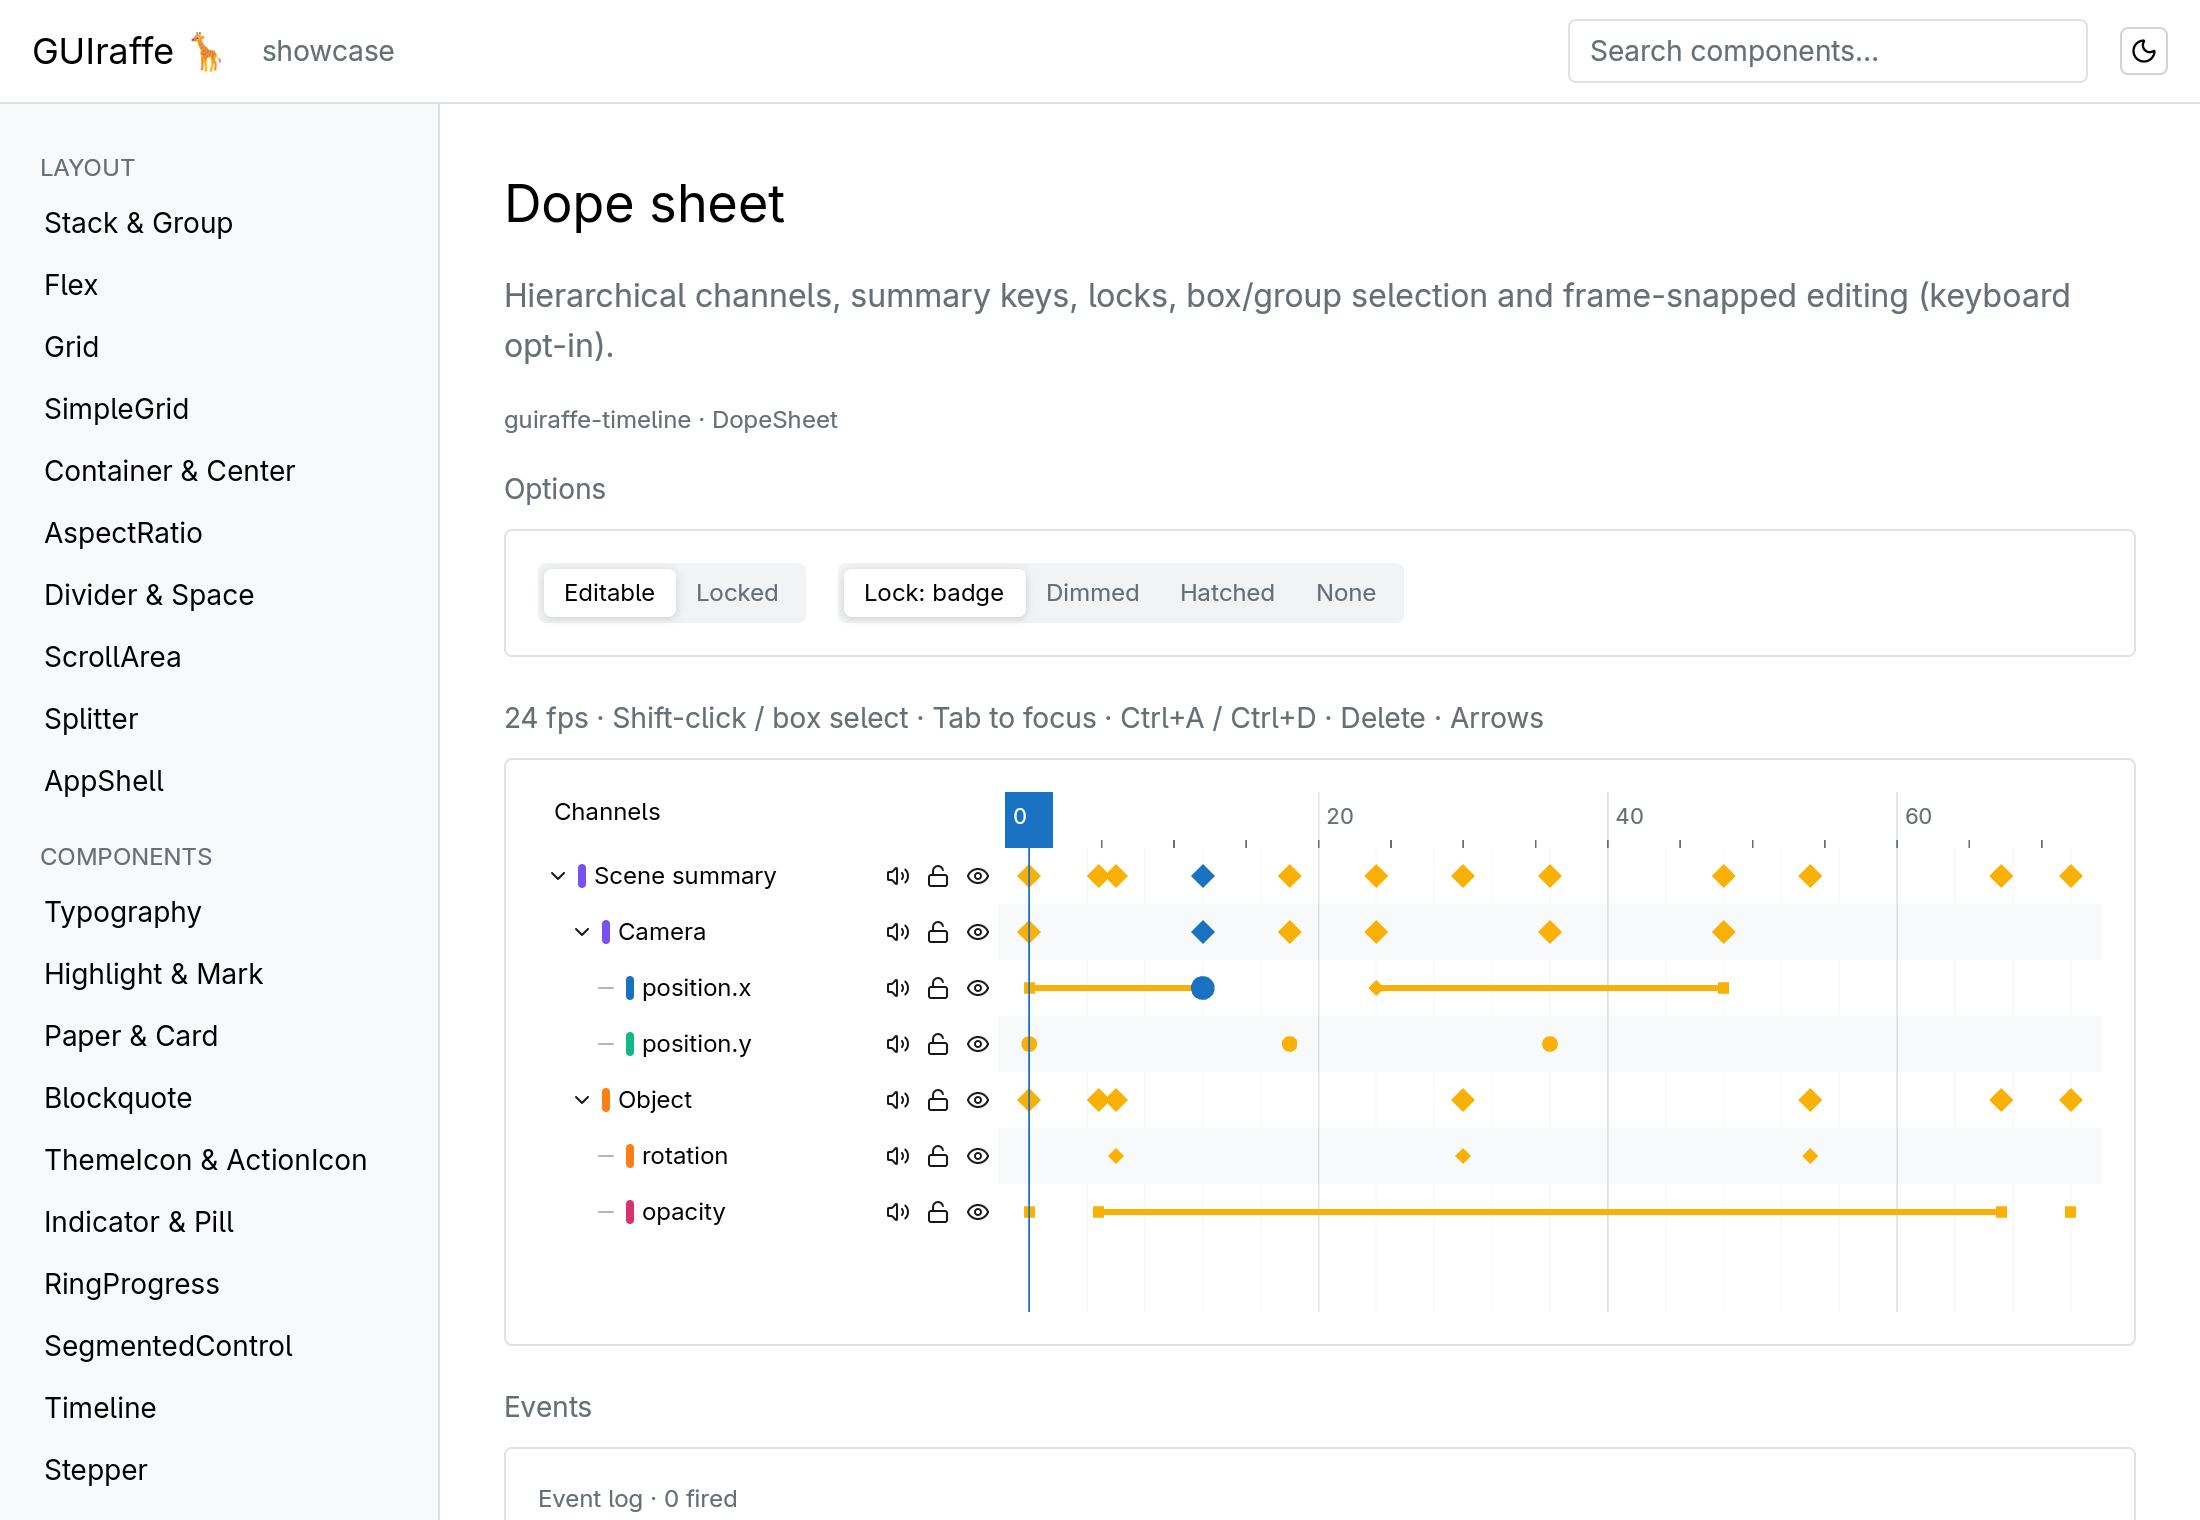 GUIraffe 🦒 showcase
Search components...
LAYOUT
Stack & Group
Flex
Grid
SimpleGrid
Container & Center
AspectRatio
Divider & Space
ScrollArea
Splitter
AppShell
COMPONENTS
Typography
Highlight & Mark
Paper & Card
Blockquote
ThemeIcon & ActionIcon
Indicator & Pill
RingProgress
SegmentedControl
Timeline
Stepper
Dope sheet
Hierarchical channels, summary keys, locks, box/group selection and frame-snapped editing (keyboard
opt-in).
guiraffe-timeline · DopeSheet
Options
Editable Locked Lock: badge Dimmed Hatched None
24 fps · Shift-click / box select · Tab to focus · Ctrl+A / Ctrl+D · Delete · Arrows
Channels 0 20 40 60
Scene summary
Camera
position.x
position.y
Object
rotation
opacity
Events
Event log · 0 fired